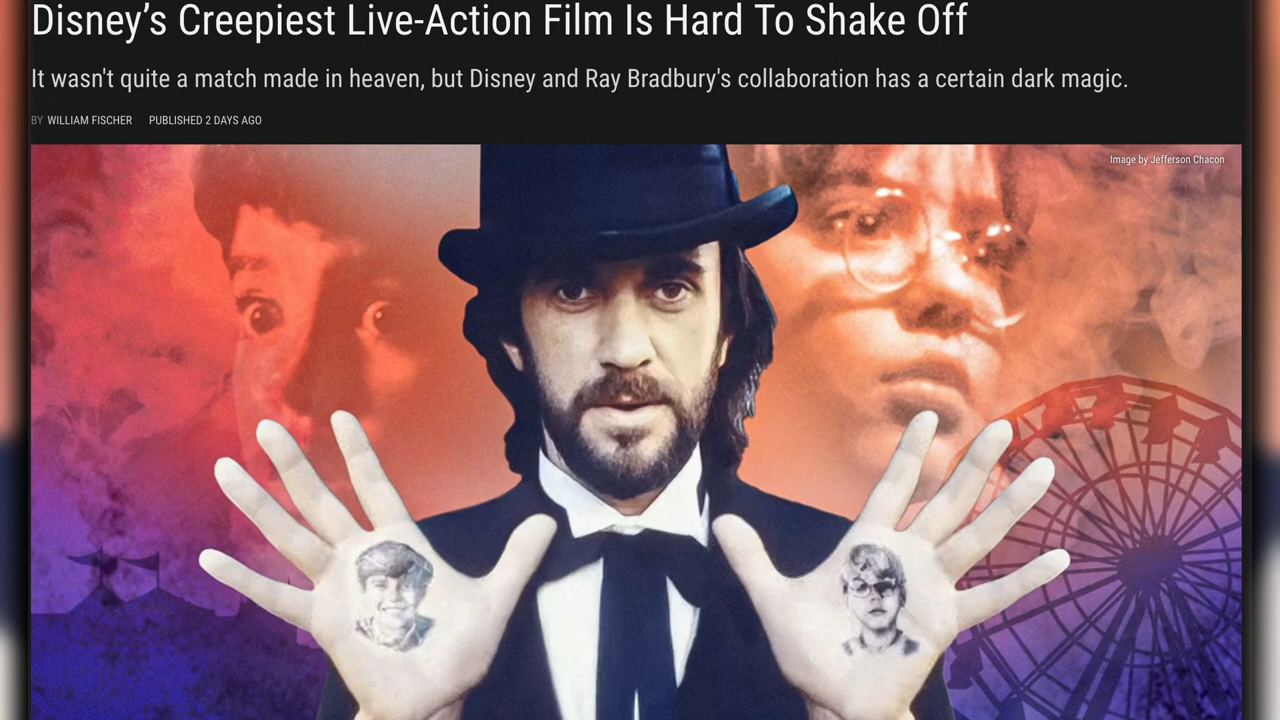 Disney’s Creepiest Live-Action Film Is Hard To Shake Off
It wasn't quite a match made in heaven, but Disney and Ray Bradbury's collaboration has a certain dark magic.
BY WILLIAM FISCHER PUBLISHED 2 DAYS AGO
Image by Jefferson Chacon